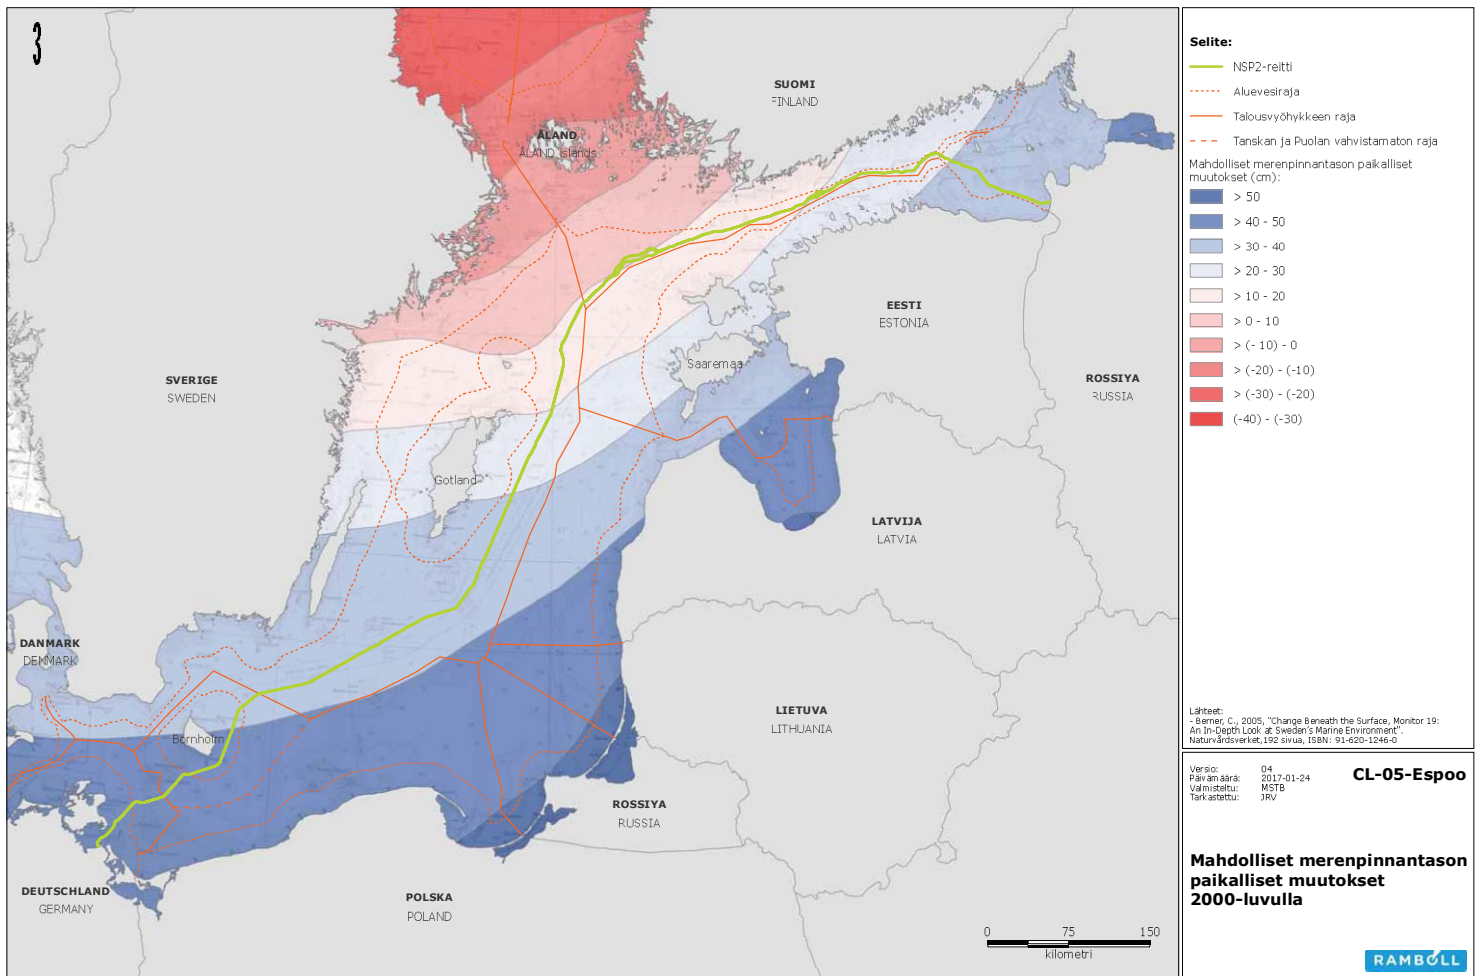 3
SUOMI
FINLAND
ÅLAND
ÅLAND islands
EESTI
ESTONIA
Saaremaa
ROSSIYA
RUSSIA
SVERIGE
SWEDEN
Gotland
LATVIJA
LATVIA
DANMARK
DENMARK
LIETUVA
LITHUANIA
Bornholm
ROSSIYA
RUSSIA
DEUTSCHLAND
GERMANY
POLSKA
POLAND
0 75 150
kilometri
Selite:
NSP2-reitti
Aluevesiraja
Talousvyöhykkeen raja
Tanskan ja Puolan vahvistamaton raja
Mahdolliset merenpinnantason paikalliset
muutokset (cm):
> 50
> 40 - 50
> 30 - 40
> 20 - 30
> 10 - 20
> 0 - 10
> (- 10) - 0
> (-20) - (-10)
> (-30) - (-20)
(-40) - (-30)
Lähteet:
- Berner, C., 2005, "Change Beneath the Surface, Monitor 19:
An In-Depth Look at Sweden's Marine Environment".
Naturvårdsverket,192 sivua, ISBN: 91-620-1246-0
Versio: 04
Päivämäärä: 2017-01-24
Valmisteltu: MSTB
Tarkastettu: JRV
CL-05-Espoo
Mahdolliset merenpinnantason
paikalliset muutokset
2000-luvulla
RAMBOLL